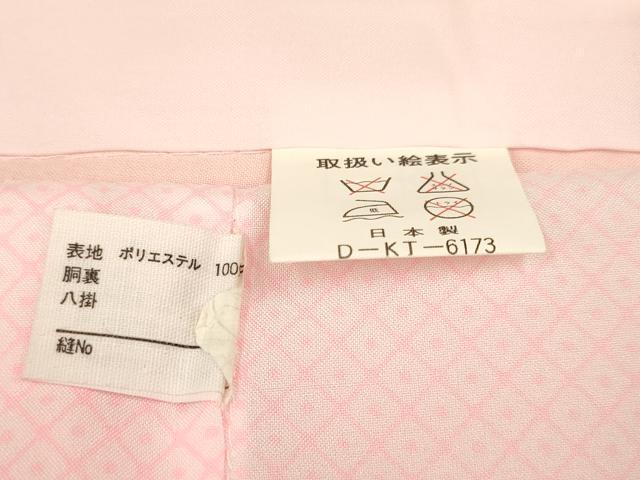 取扱い絵表示
低
日本製
D-KT-6173
表地 ポリエステル 100%
胴裏
八掛
縫No